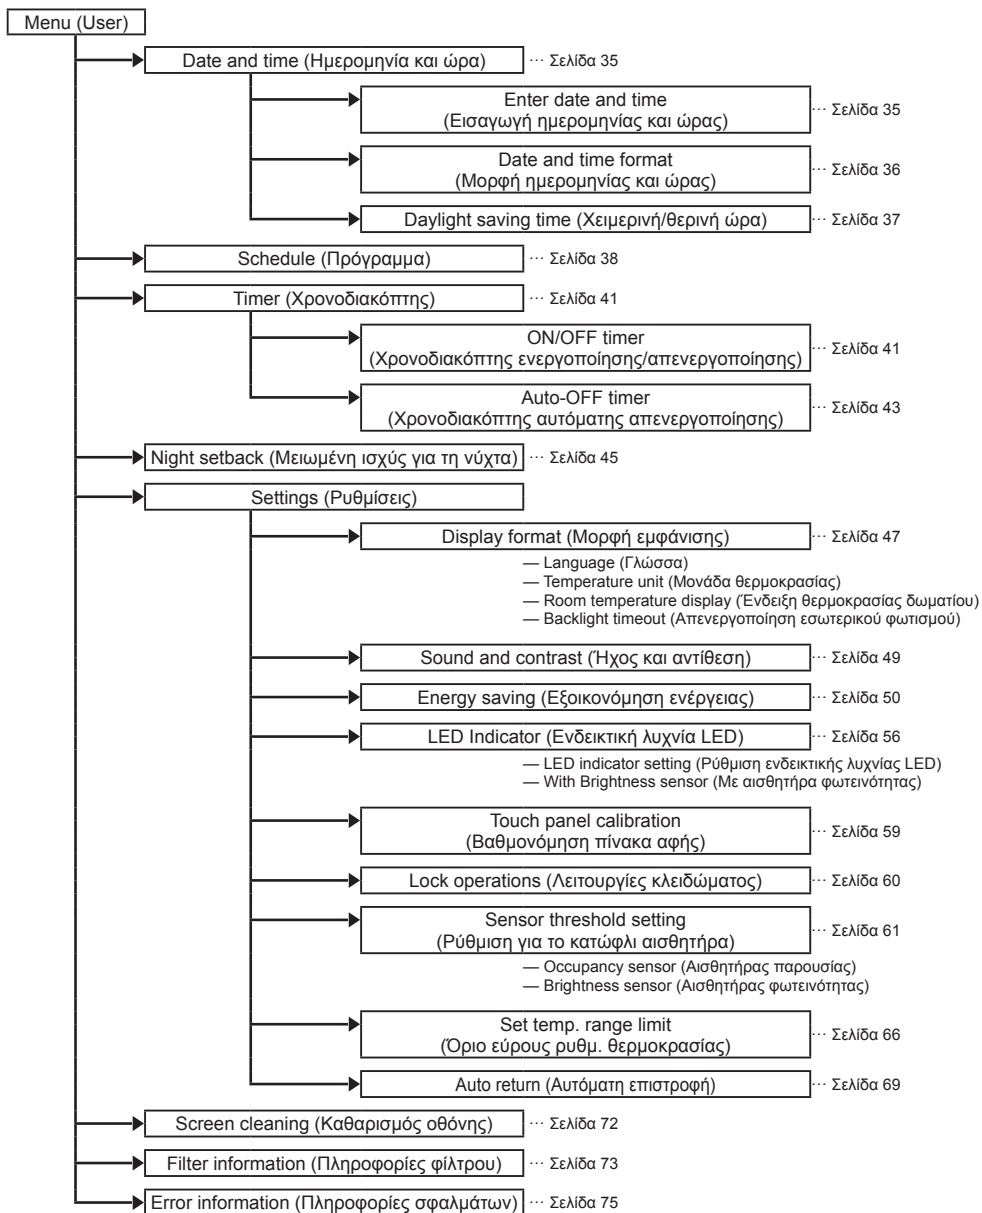 Menu (User)
Date and time (Ημερομηνία και ώρα) ··· Σελίδα 35
Enter date and time
(Εισαγωγή ημερομηνίας και ώρας)
··· Σελίδα 35
Date and time format
(Μορφή ημερομηνίας και ώρας)
··· Σελίδα 36
Daylight saving time (Χειμερινή/θερινή ώρα) ··· Σελίδα 37
Schedule (Πρόγραμμα) ··· Σελίδα 38
Timer (Χρονοδιακόπτης) ··· Σελίδα 41
ON/OFF timer
(Χρονοδιακόπτης ενεργοποίησης/απενεργοποίησης)
··· Σελίδα 41
Auto-OFF timer
(Χρονοδιακόπτης αυτόματης απενεργοποίησης)
··· Σελίδα 43
Night setback (Μειωμένη ισχύς για τη νύχτα) ··· Σελίδα 45
Settings (Ρυθμίσεις)
Display format (Μορφή εμφάνισης) ··· Σελίδα 47
— Language (Γλώσσα)
— Temperature unit (Μονάδα θερμοκρασίας)
— Room temperature display (Ένδειξη θερμοκρασίας δωματίου)
— Backlight timeout (Απενεργοποίηση εσωτερικού φωτισμού)
Sound and contrast (Ήχος και αντίθεση) ··· Σελίδα 49
Energy saving (Εξοικονόμηση ενέργειας) ··· Σελίδα 50
LED Indicator (Ενδεικτική λυχνία LED) ··· Σελίδα 56
— LED indicator setting (Ρύθμιση ενδεικτικής λυχνίας LED)
— With Brightness sensor (Με αισθητήρα φωτεινότητας)
Touch panel calibration
(Βαθμονόμηση πίνακα αφής)
··· Σελίδα 59
Lock operations (Λειτουργίες κλειδώματος) ··· Σελίδα 60
Sensor threshold setting
(Ρύθμιση για το κατώφλι αισθητήρα)
··· Σελίδα 61
— Occupancy sensor (Αισθητήρας παρουσίας)
— Brightness sensor (Αισθητήρας φωτεινότητας)
Set temp. range limit
(Όριο εύρους ρυθμ. θερμοκρασίας)
··· Σελίδα 66
Auto return (Αυτόματη επιστροφή) ··· Σελίδα 69
Screen cleaning (Καθαρισμός οθόνης) ··· Σελίδα 72
Filter information (Πληροφορίες φίλτρου) ··· Σελίδα 73
Error information (Πληροφορίες σφαλμάτων) ··· Σελίδα 75